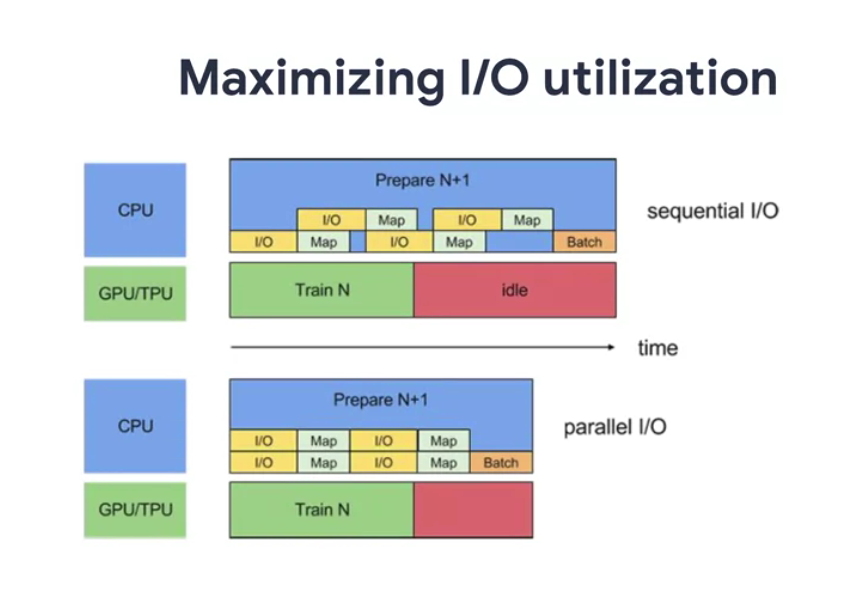 Maximizing I/O utilization
CPU
Prepare N+1
sequential I/O
I/O Map I/O Map
I/O Map I/O Map Batch
GPU/TPU
Train N
idle
time
CPU
Prepare N+1
parallel I/O
I/O Map I/O Map
I/O Map I/O Map Batch
GPU/TPU
Train N